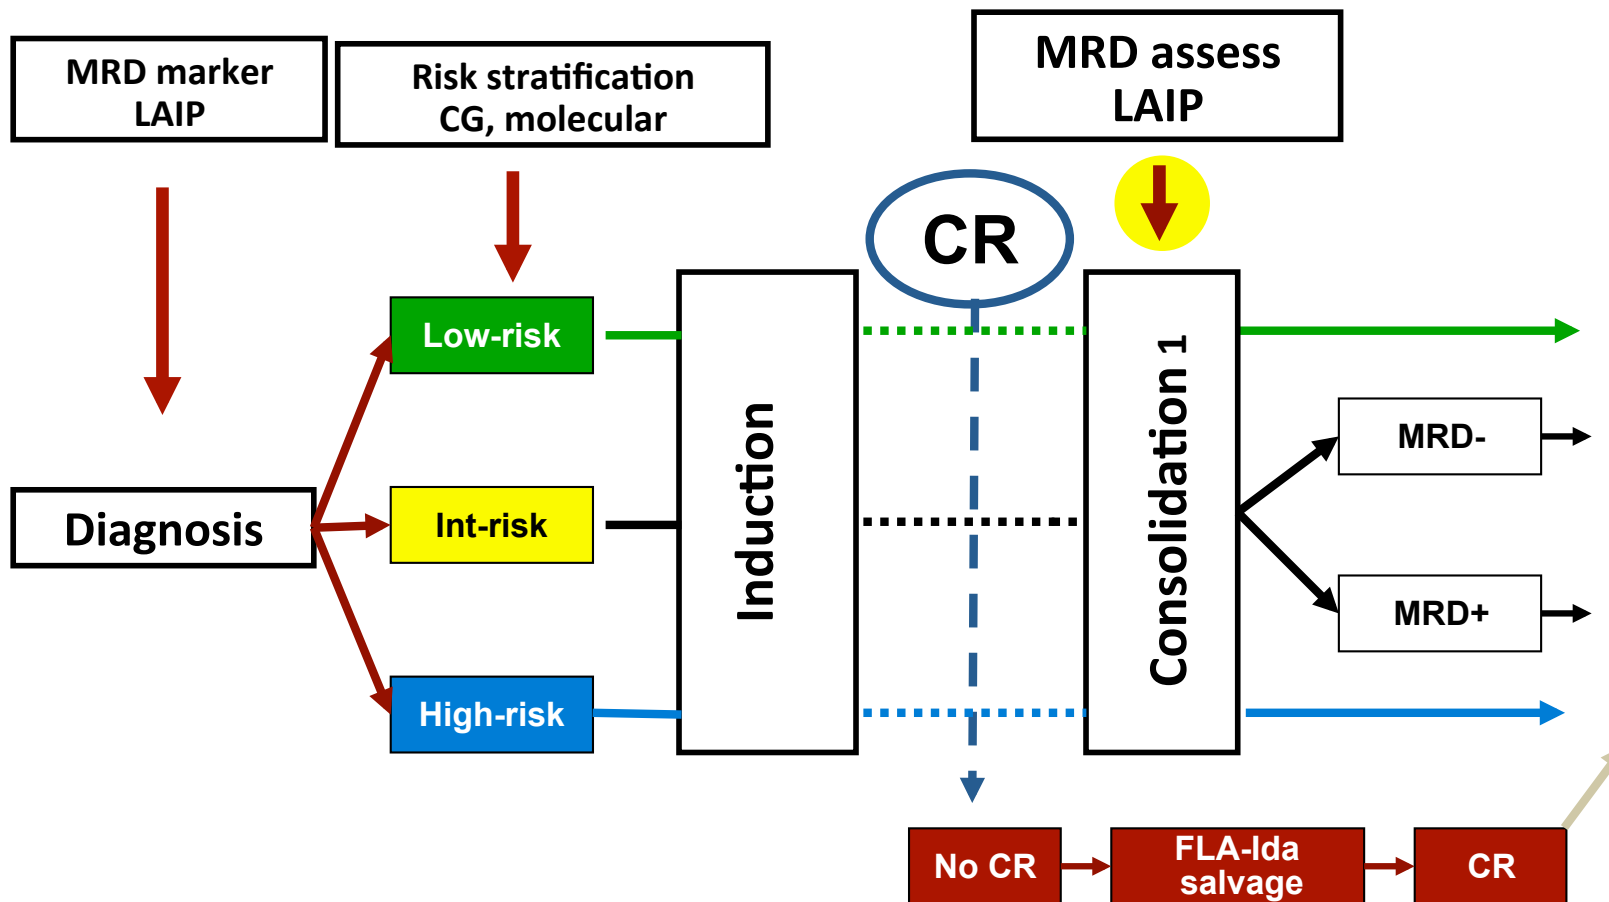 MRD marker
LAIP
Risk stratification
CG, molecular
MRD assess
LAIP
CR
Low-risk
Int-risk
High-risk
Diagnosis
Induction
Consolidation 1
MRD-
MRD+
No CR
FLA-Ida
salvage
CR